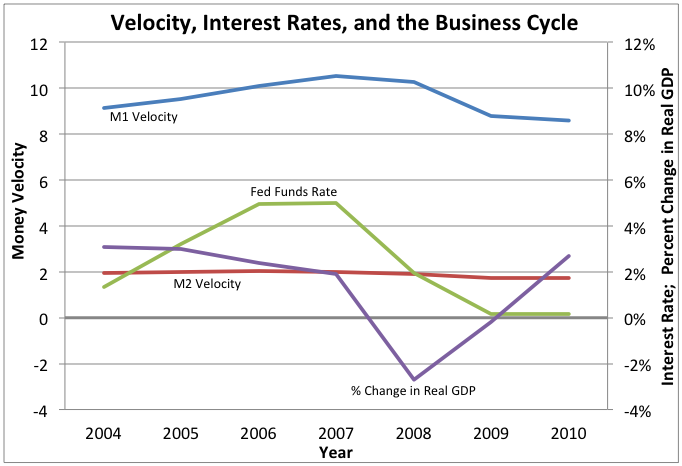 Velocity, Interest Rates, and the Business Cycle
12
10
8
6
4
2
0
-2
-4
Money Velocity
M1 Velocity
Fed Funds Rate
M2 Velocity
% Change in Real GDP
12%
10%
8%
6%
4%
2%
0%
-2%
-4%
Interest Rate; Percent Change in Real GDP
2004 2005 2006 2007 2008 2009 2010
Year